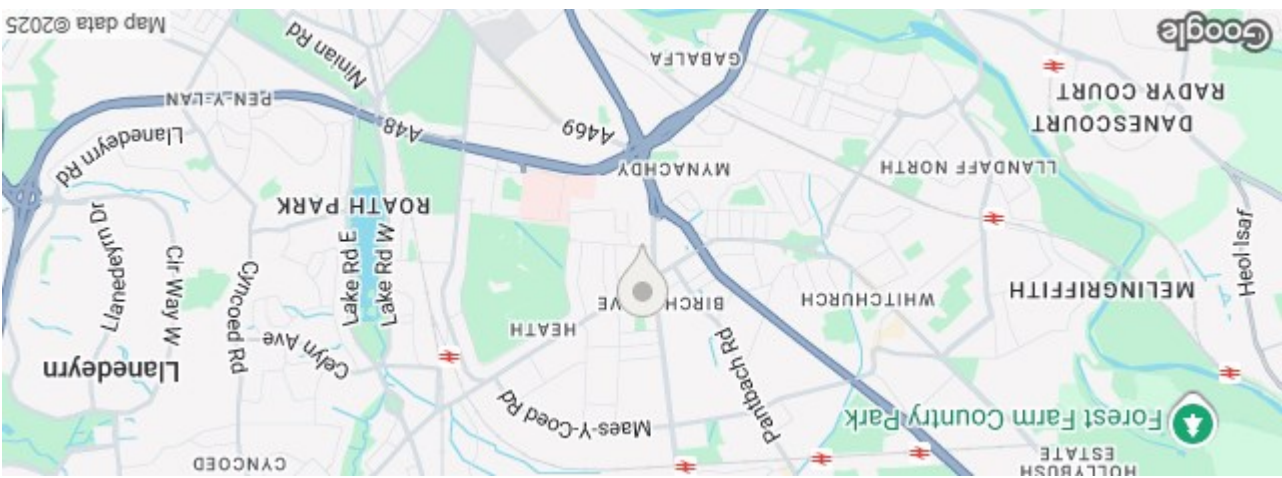 HOLLYBUSH
ESTATE
Forest Farm Country Park
Pantbach Rd
Maes-Y-Coed Rd
CYNCOED
Llanedeyrn
Celyn Ave
Cyncoed Rd
Cir Way W
Llanedeyrn Dr
HEATH
MELINGRIFFITH
Heol Isaf
WHITCHURCH
BIRCH VE
Lake Rd W
Lake Rd E
ROATH PARK
LLANDAFF NORTH
MYNACHDY
DANESCOURT
RADYR COURT
A469
A48
Llanedeyrn Rd
PEN-Y-LAN
GABALFA
Ninian Rd
Google
Map data ©2025